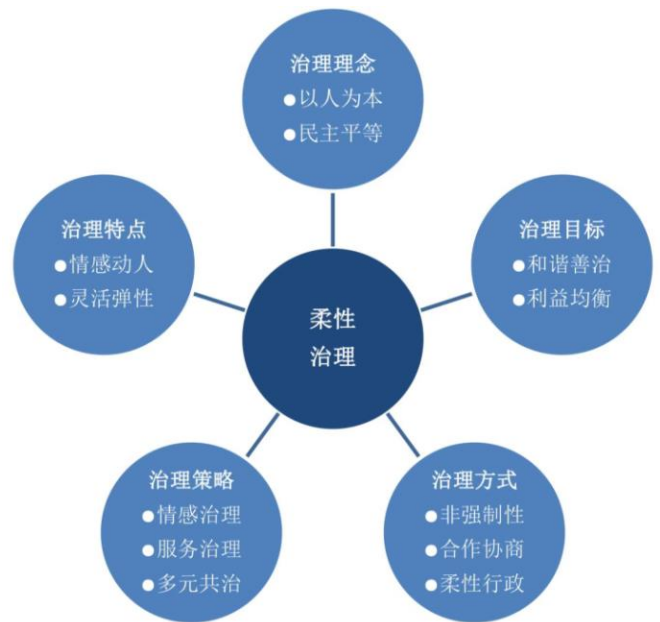 治理理念
●以人为本
●民主平等
治理特点
●情感动人
●灵活弹性
治理目标
●和谐善治
●利益均衡
柔性
治理
治理策略
●情感治理
●服务治理
●多元共治
治理方式
●非强制性
●合作协商
●柔性行政